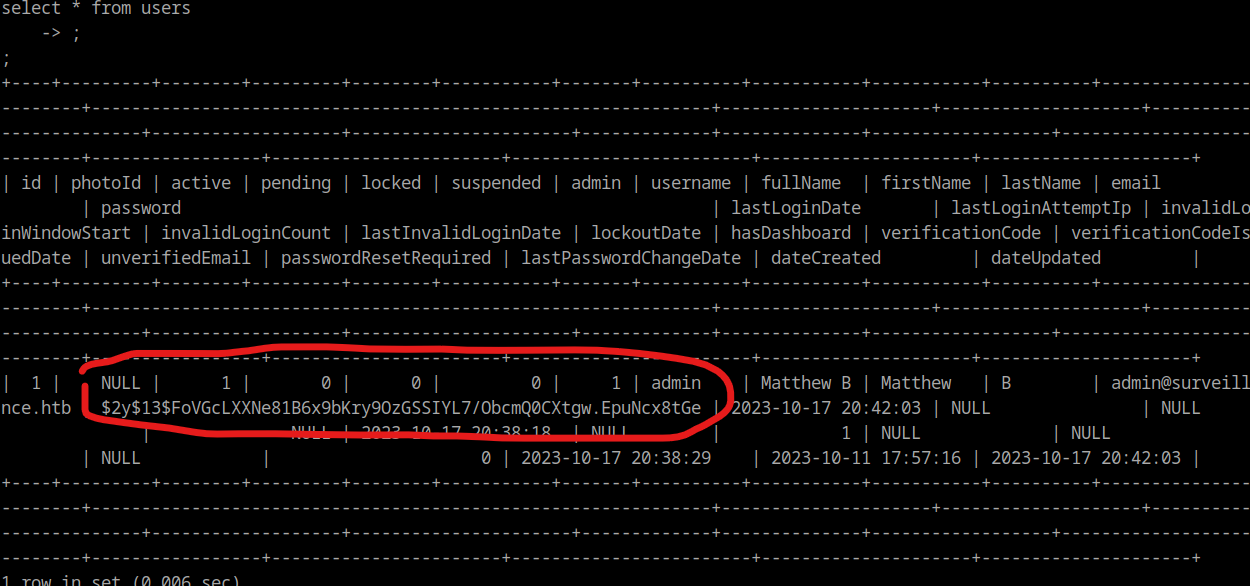 select * from users
    -> ;
;
+----+---------+--------+---------+--------+-----------+-------+----------+-----------+-----------+----------+---------------
--------+--------------------------------------------------------------+---------------------+--------------------+----------
--------------+-------------------+----------------------+-------------+--------------+------------------+-------------------
--------+-----------------+-----------------------+------------------------+---------------------+---------------------+
| id | photoId | active | pending | locked | suspended | admin | username | fullName  | firstName | lastName | email
        | password                                                     | lastLoginDate       | lastLoginAttemptIp | invalidLo
inWindowStart | invalidLoginCount | lastInvalidLoginDate | lockoutDate | hasDashboard | verificationCode | verificationCodeIs
uedDate | unverifiedEmail | passwordResetRequired | lastPasswordChangeDate | dateCreated         | dateUpdated         |
+----+---------+--------+---------+--------+-----------+-------+----------+-----------+-----------+----------+---------------
--------+--------------------------------------------------------------+---------------------+--------------------+----------
--------------+-------------------+----------------------+-------------+--------------+------------------+-------------------
--------+-----------------+-----------------------+------------------------+---------------------+---------------------+
|  1 |    NULL |      1 |       0 |      0 |         0 |     1 | admin    | Matthew B | Matthew   | B        | admin@surveill
nce.htb | $2y$13$FoVGcLXXNe81B6x9bKry9OzGSSIYL7/ObcmQ0CXtgw.EpuNcx8tGe | 2023-10-17 20:42:03 | NULL               | NULL
              |              NULL | 2023-10-17 20:38:18  | NULL        |            1 | NULL             | NULL
        | NULL            |                     0 | 2023-10-17 20:38:29    | 2023-10-11 17:57:16 | 2023-10-17 20:42:03 |
+----+---------+--------+---------+--------+-----------+-------+----------+-----------+-----------+----------+---------------
--------+--------------------------------------------------------------+---------------------+--------------------+----------
--------------+-------------------+----------------------+-------------+--------------+------------------+-------------------
--------+-----------------+-----------------------+------------------------+---------------------+---------------------+
1 row in set (0.006 sec)